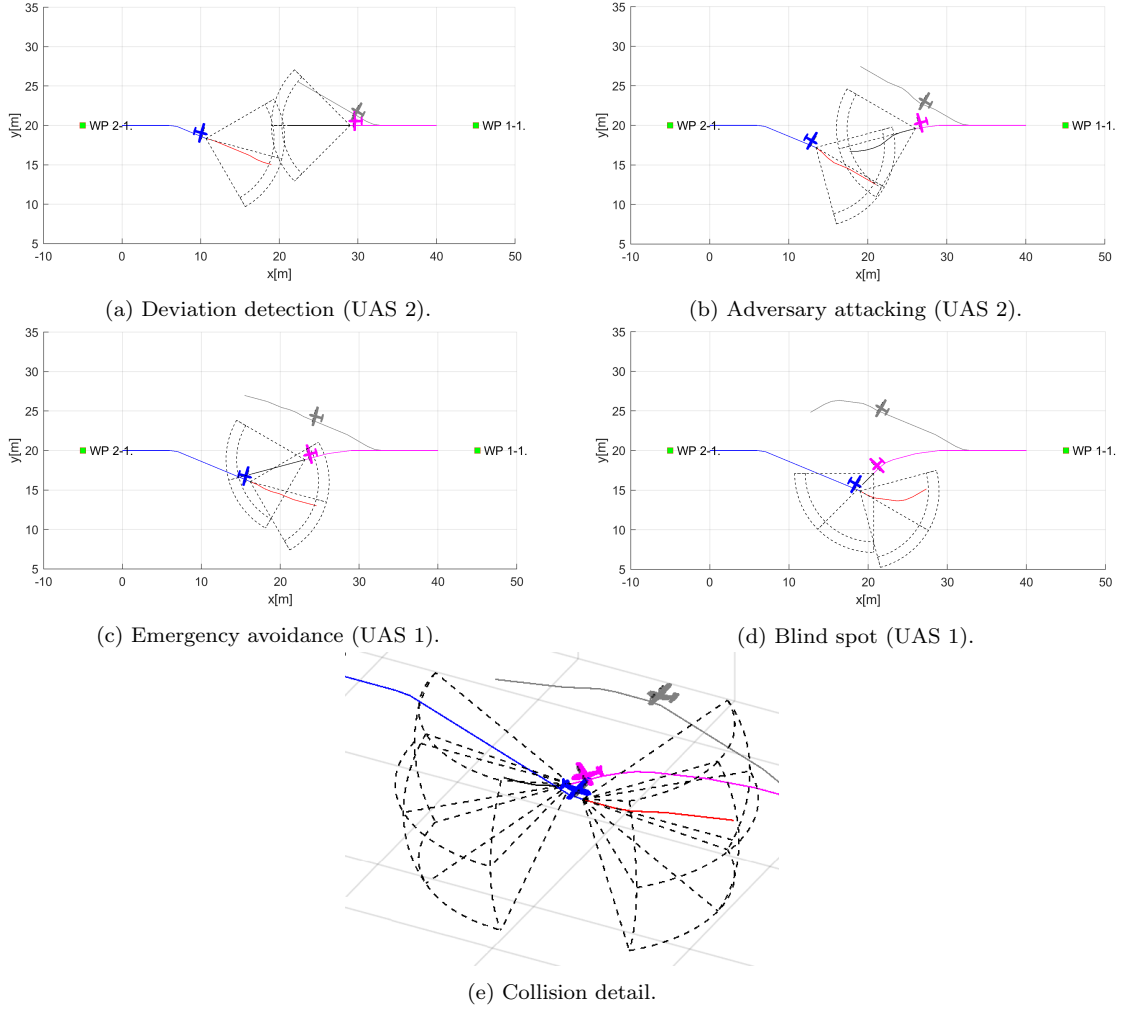 35
30
25
20
15
10
5
y[m]
WP 2-1.
WP 1-1.
-10
0
10
20
30
40
50
x[m]
(a) Deviation detection (UAS 2).
35
30
25
20
15
10
5
y[m]
WP 2-1.
WP 1-1.
-10
0
10
20
30
40
50
x[m]
(b) Adversary attacking (UAS 2).
35
30
25
20
15
10
5
y[m]
WP 2-1.
WP 1-1.
-10
0
10
20
30
40
50
x[m]
(c) Emergency avoidance (UAS 1).
35
30
25
20
15
10
5
y[m]
WP 2-1.
WP 1-1.
-10
0
10
20
30
40
50
x[m]
(d) Blind spot (UAS 1).
(e) Collision detail.